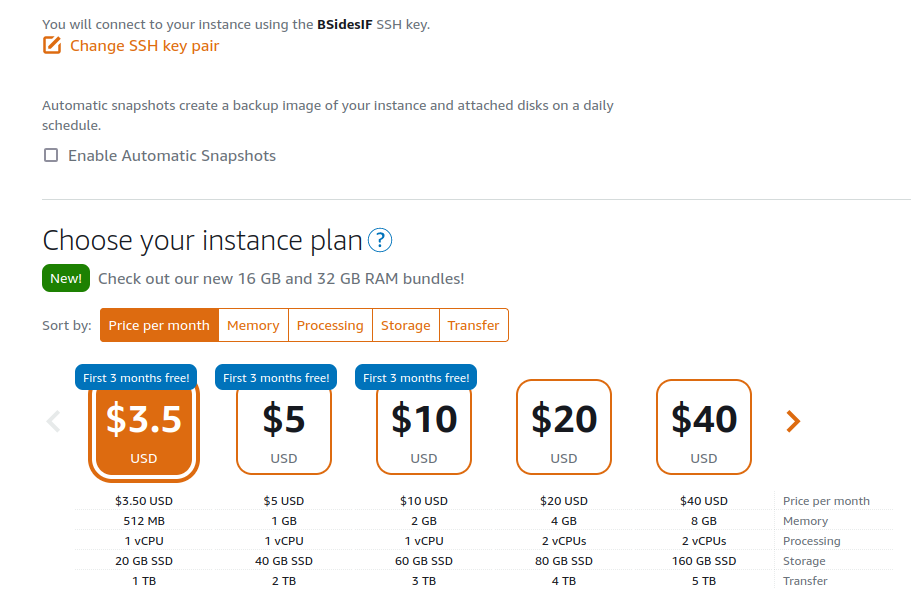 You will connect to your instance using the BSidesIF SSH key.
Change SSH key pair
Automatic snapshots create a backup image of your instance and attached disks on a daily
schedule.
Enable Automatic Snapshots
Choose your instance plan ?
New! Check out our new 16 GB and 32 GB RAM bundles!
Sort by: Price per month Memory Processing Storage Transfer
First 3 months free! First 3 months free! First 3 months free!
$3.5 $5 $10 $20 $40
USD USD USD USD USD
$3.50 USD $5 USD $10 USD $20 USD $40 USD Price per month
512 MB 1 GB 2 GB 4 GB 8 GB Memory
1 vCPU 1 vCPU 1 vCPU 2 vCPUs 2 vCPUs Processing
20 GB SSD 40 GB SSD 60 GB SSD 80 GB SSD 160 GB SSD Storage
1 TB 2 TB 3 TB 4 TB 5 TB Transfer